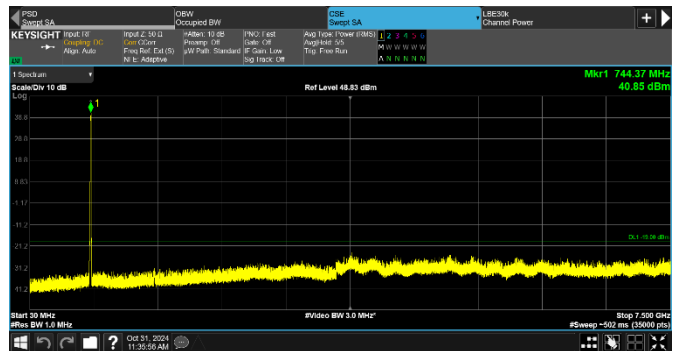 PSD
Swept SA
OBW
Occupied BW
CSE
Swept SA
LBE30k
Channel Power
KEYSIGHT
Input: RF
Coupling: DC
Align: Auto
Input Z: 50 Ω
Corr CCorr
Freq Ref: Ext (S)
NFE: Adaptive
#Atten: 10 dB
Preamp: Off
µW Path: Standard
PNO: Fast
Gate: Off
IF Gain: Low
Sig Track: Off
Avg Type: Power (RMS)
Avg|Hold: 5/5
Trig: Free Run
1 2 3 4 5 6
M W W W W W
A N N N N N
1 Spectrum
Scale/Div 10 dB
Ref Level 48.83 dBm
Mkr1 744.37 MHz
40.85 dBm
Log
1
38.8
28.8
18.8
8.83
-1.17
-11.2
-21.2
-31.2
-41.2
Start 30 MHz
#Video BW 3.0 MHz*
Stop 7.500 GHz
#Res BW 1.0 MHz
#Sweep ~502 ms (35000 pts)
?
Oct 31, 2024
11:35:56 AM